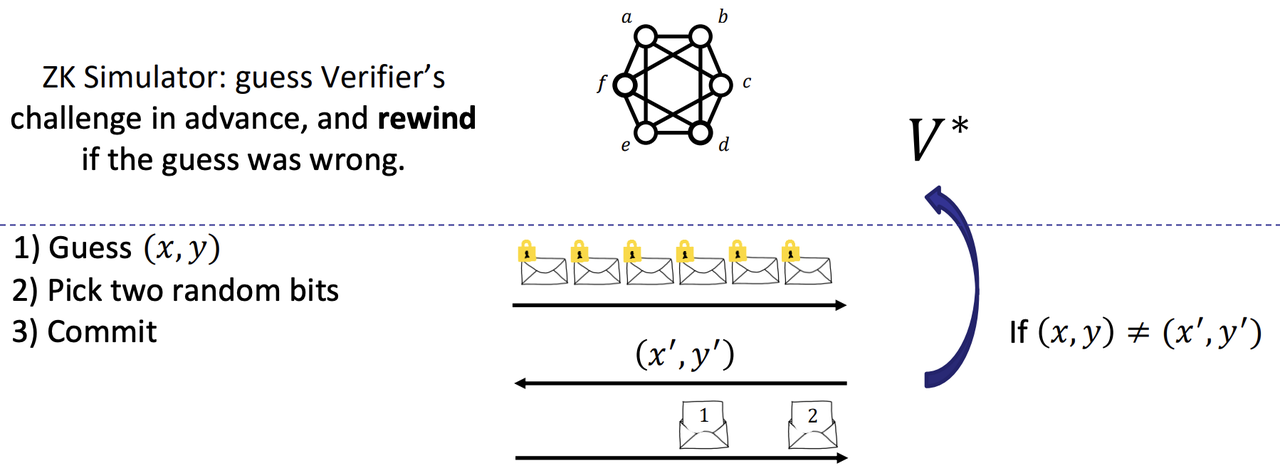 a
b
ZK Simulator: guess Verifier's
challenge in advance, and rewind
if the guess was wrong.
f
c
e
d
V*
1) Guess (x, y)
2) Pick two random bits
3) Commit
(x′, y′)
If (x, y) ≠ (x′, y′)
1
2